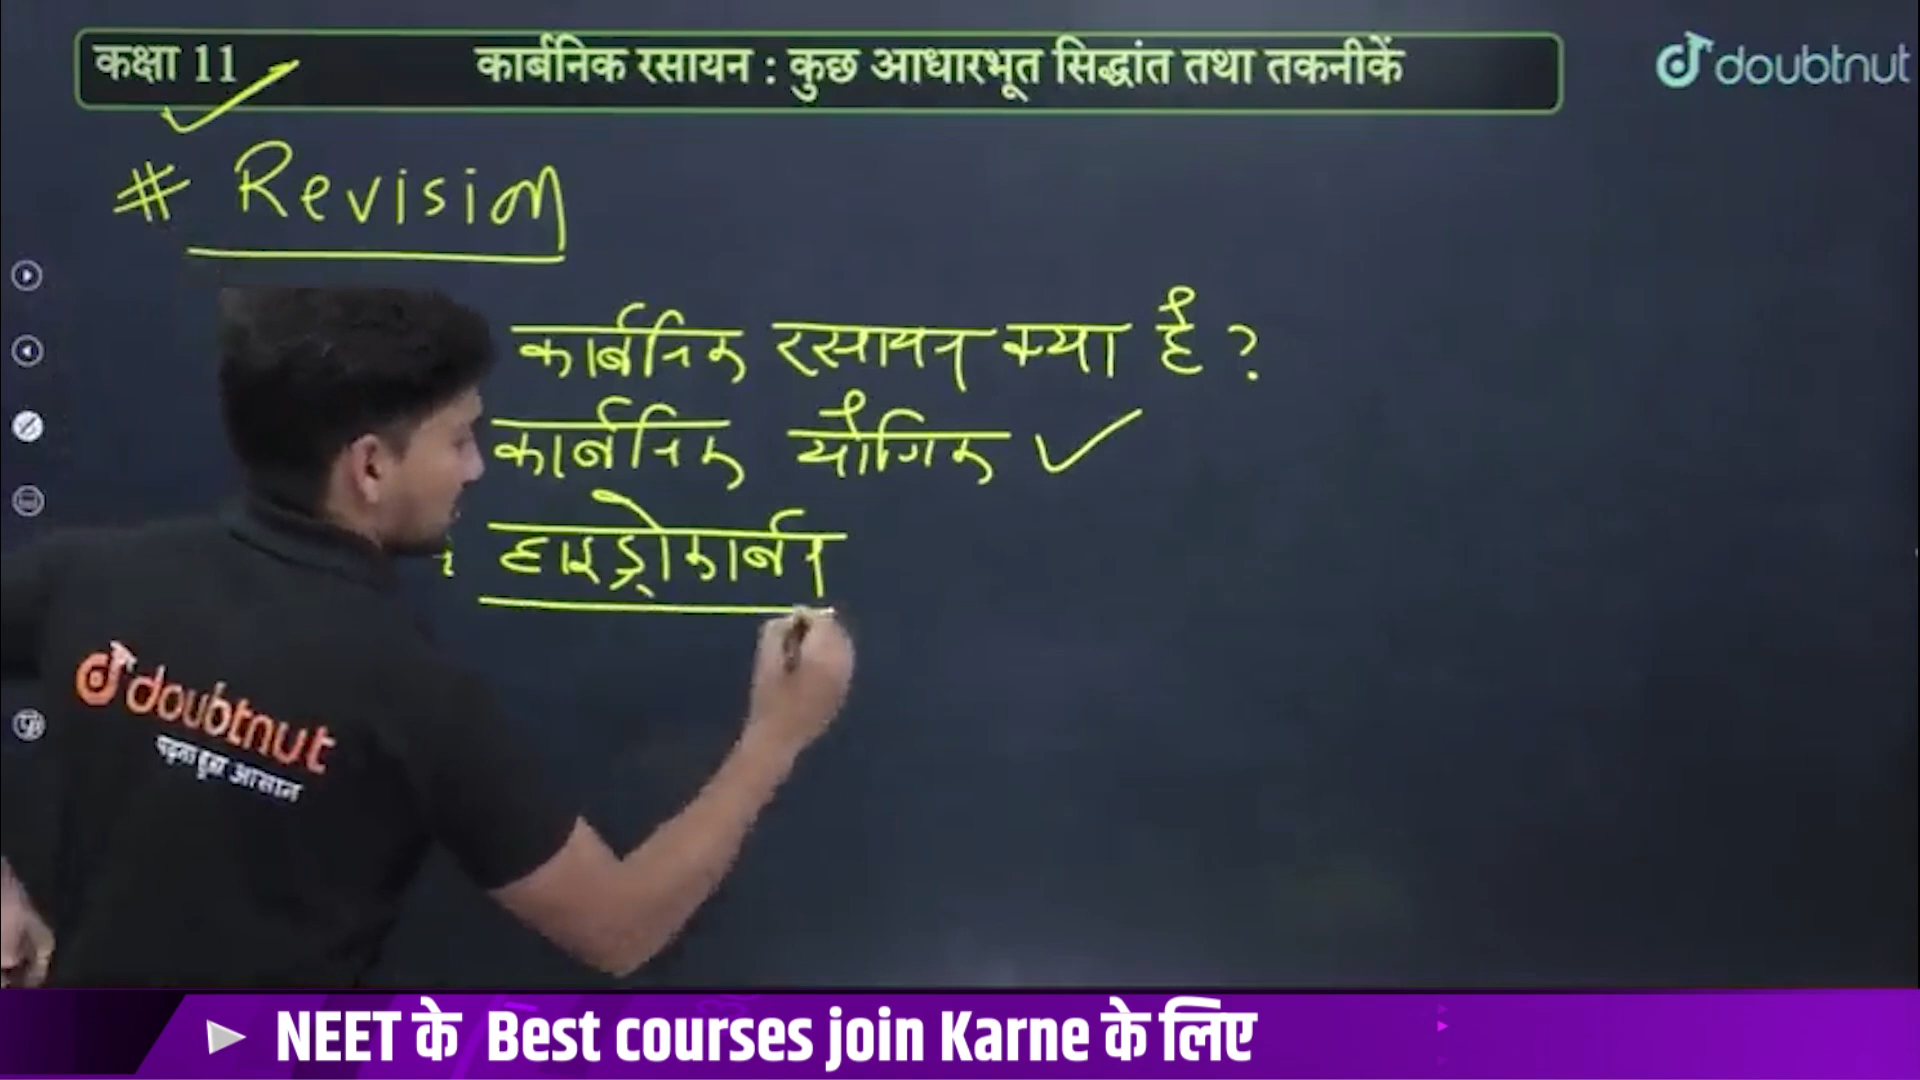 कक्षा 11 कार्बनिक रसायन : कुछ आधारभूत सिद्धांत तथा तकनीकें
doubtnut
# Revision
कार्बनिक रसायन क्या है ?
कार्बनिक यौगिक
हाइड्रोकार्बन
doubtnut
पढ़ना हुआ आसान
NEET के Best courses join Karne के लिए